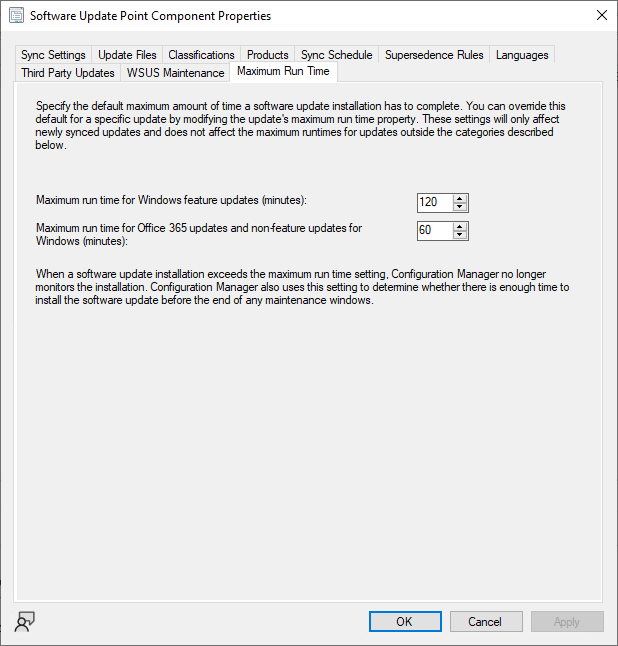 Software Update Point Component Properties
Sync Settings Update Files Classifications Products Sync Schedule Supersedence Rules Languages
Third Party Updates WSUS Maintenance Maximum Run Time
Specify the default maximum amount of time a software update installation has to complete. You can override this
default for a specific update by modifying the update's maximum run time property. These settings will only affect
newly synced updates and does not affect the maximum runtimes for updates outside the categories described
below.
Maximum run time for Windows feature updates (minutes): 120
Maximum run time for Office 365 updates and non-feature updates for 60
Windows (minutes):
When a software update installation exceeds the maximum run time setting, Configuration Manager no longer
monitors the installation. Configuration Manager also uses this setting to determine whether there is enough time to
install the software update before the end of any maintenance windows.
OK Cancel Apply